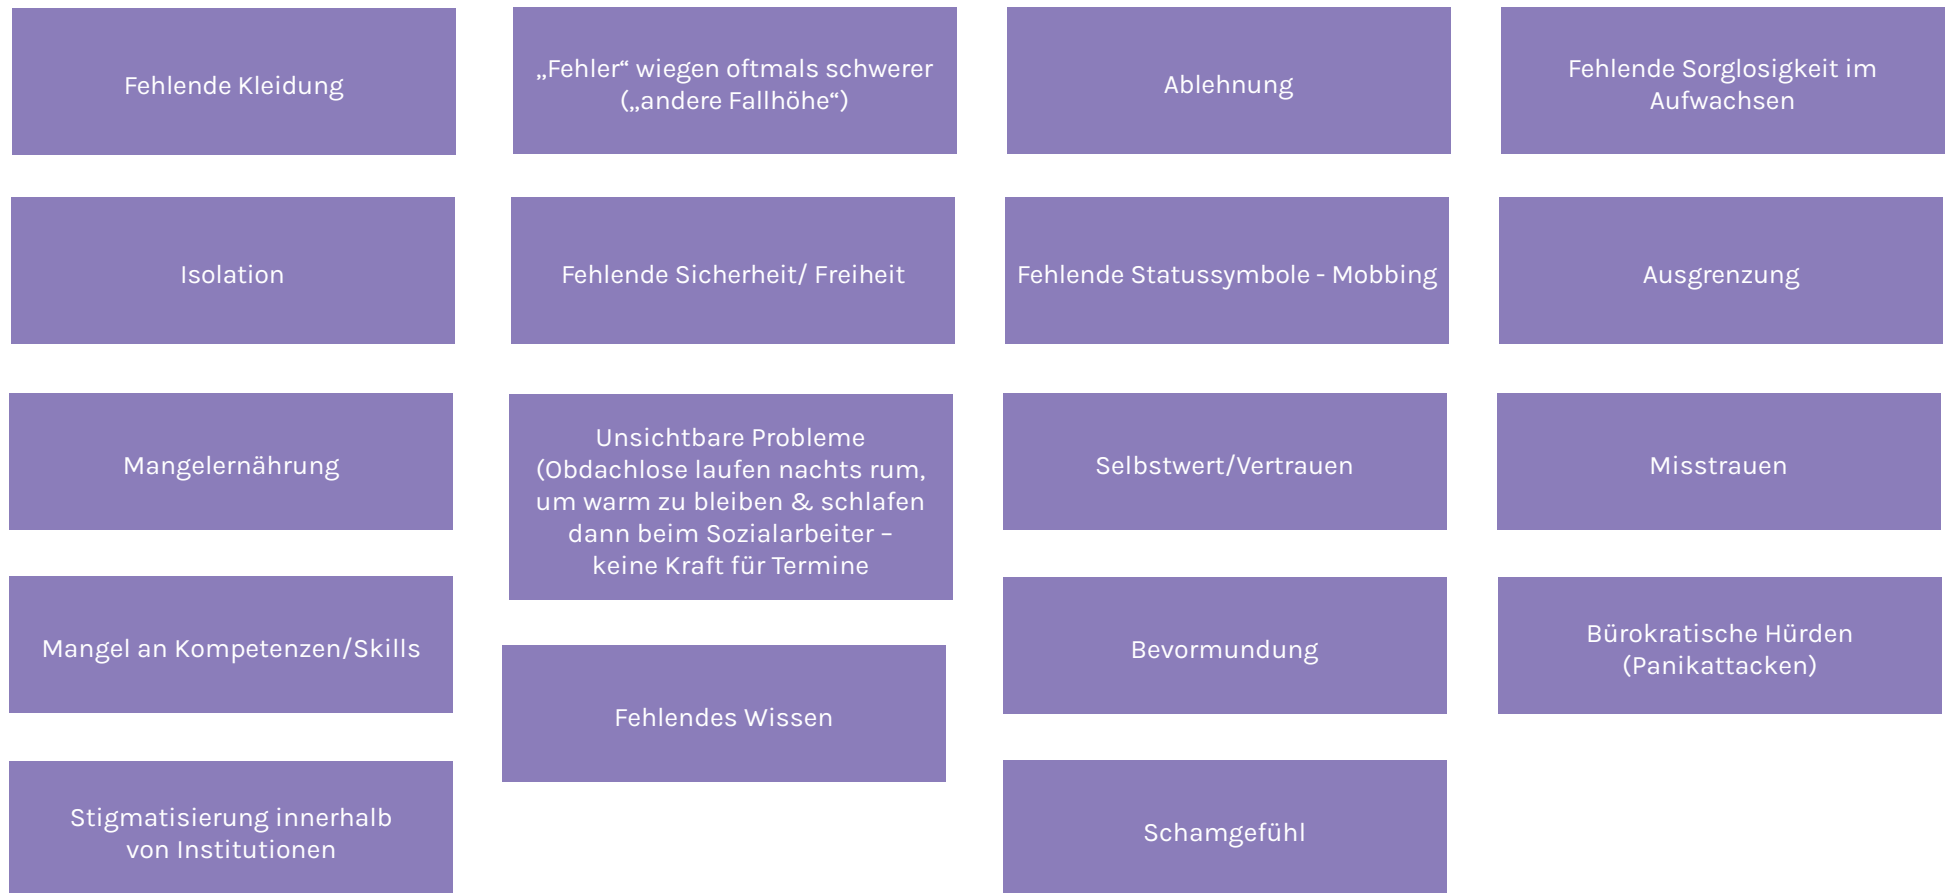 Fehlende Kleidung
„Fehler“ wiegen oftmals schwerer
(„andere Fallhöhe“)
Ablehnung
Fehlende Sorglosigkeit im
Aufwachsen
Isolation
Fehlende Sicherheit/ Freiheit
Fehlende Statussymbole - Mobbing
Ausgrenzung
Mangelernährung
Unsichtbare Probleme
(Obdachlose laufen nachts rum,
um warm zu bleiben & schlafen
dann beim Sozialarbeiter –
keine Kraft für Termine
Selbstwert/Vertrauen
Misstrauen
Mangel an Kompetenzen/Skills
Fehlendes Wissen
Bevormundung
Bürokratische Hürden
(Panikattacken)
Stigmatisierung innerhalb
von Institutionen
Schamgefühl